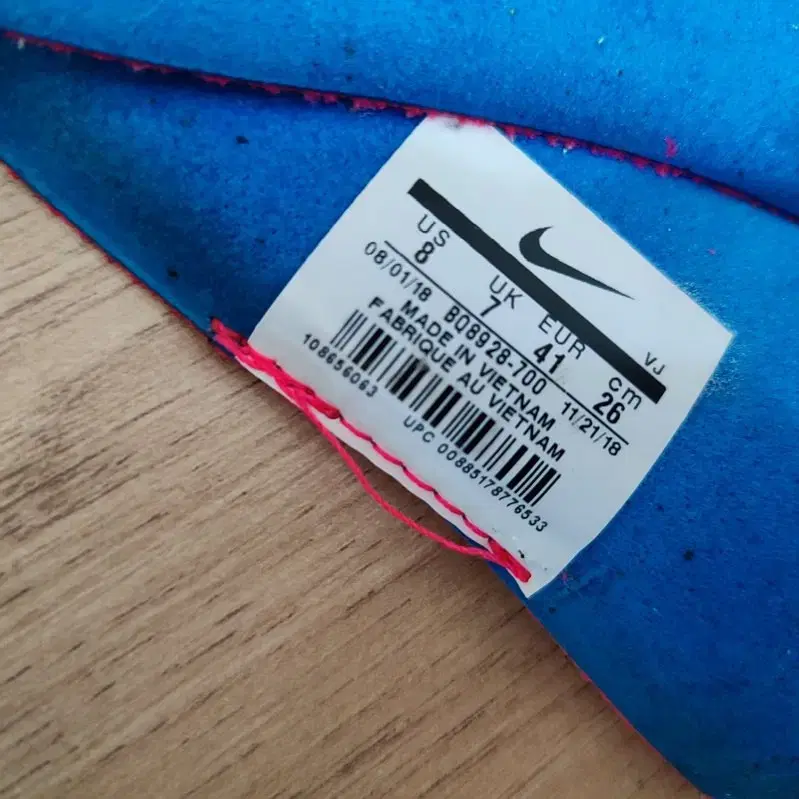 US UK EUR cm
8 7 41 26
VJ
08/01/18 B08928-700 11/21/18
MADE IN VIETNAM
FABRIQUE AU VIETNAM
108656063
UPC 00885178776533